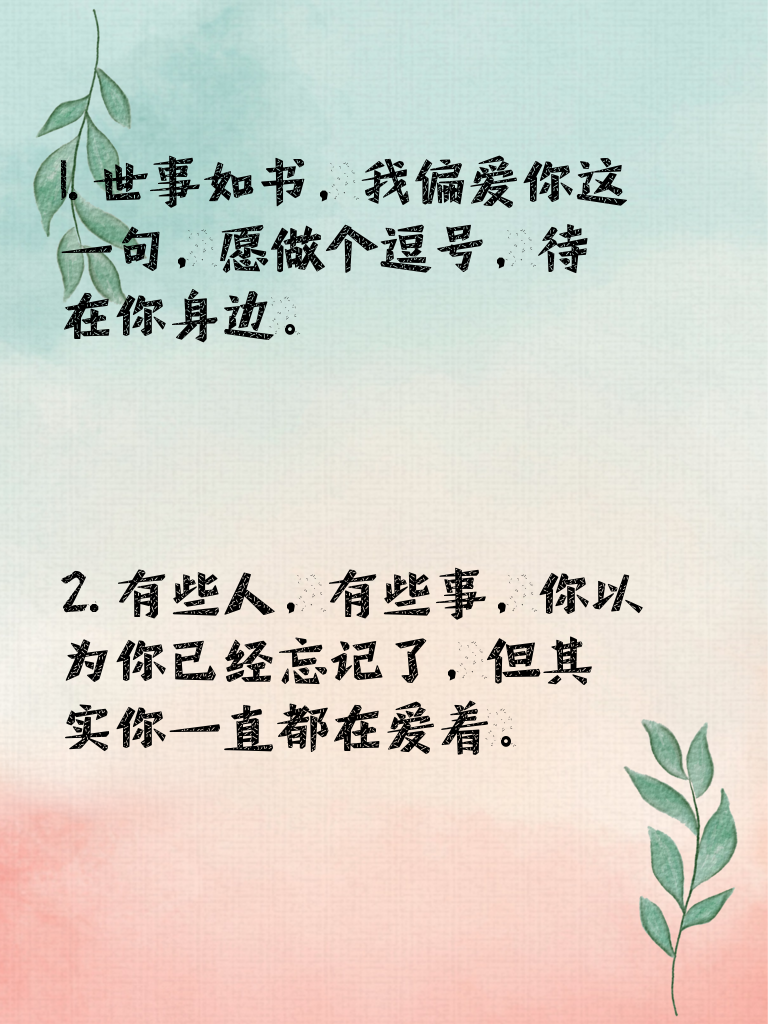 1. 世事如书，我偏爱你这
一句，愿做个逗号，待
在你身边。
2. 有些人，有些事，你以
为你已经忘记了，但其
实你一直都在爱着。